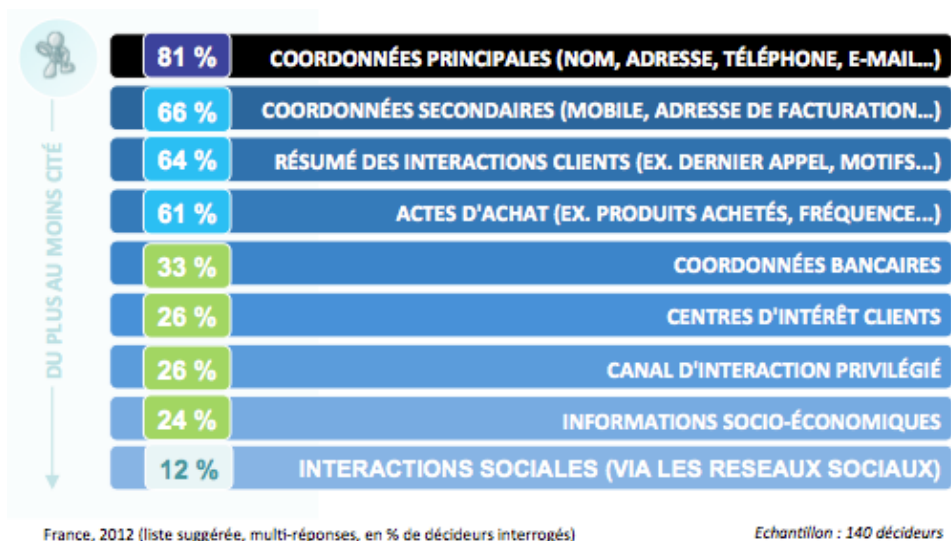 DU PLUS AU MOINS CITÉ
81 % COORDONNÉES PRINCIPALES (NOM, ADRESSE, TÉLÉPHONE, E-MAIL...)
66 % COORDONNÉES SECONDAIRES (MOBILE, ADRESSE DE FACTURATION...)
64 % RÉSUMÉ DES INTERACTIONS CLIENTS (EX. DERNIER APPEL, MOTIFS...)
61 % ACTES D'ACHAT (EX. PRODUITS ACHETÉS, FRÉQUENCE...)
33 % COORDONNÉES BANCAIRES
26 % CENTRES D'INTÉRÊT CLIENTS
26 % CANAL D'INTERACTION PRIVILÉGIÉ
24 % INFORMATIONS SOCIO-ÉCONOMIQUES
12 % INTERACTIONS SOCIALES (VIA LES RESEAUX SOCIAUX)
France, 2012 (liste suggérée, multi-réponses, en % de décideurs interrogés) Echantillon : 140 décideurs